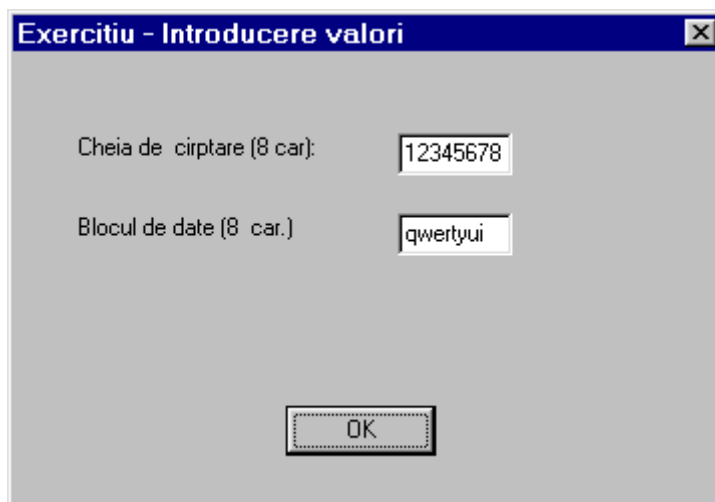 Exercitiu - Introducere valori
Cheia de cirptare (8 car): 12345678
Blocul de date (8 car.) qwertyui
OK